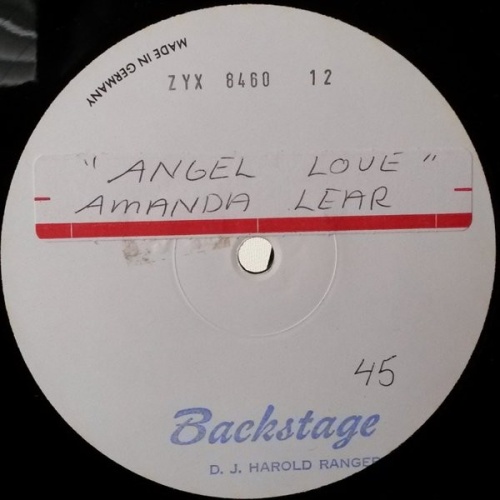 MADE IN GERMANY
ZYX 8460 12
"ANGEL LOVE"
AMANDA LEAR
45
Backstage
D. J. HAROLD RANGER